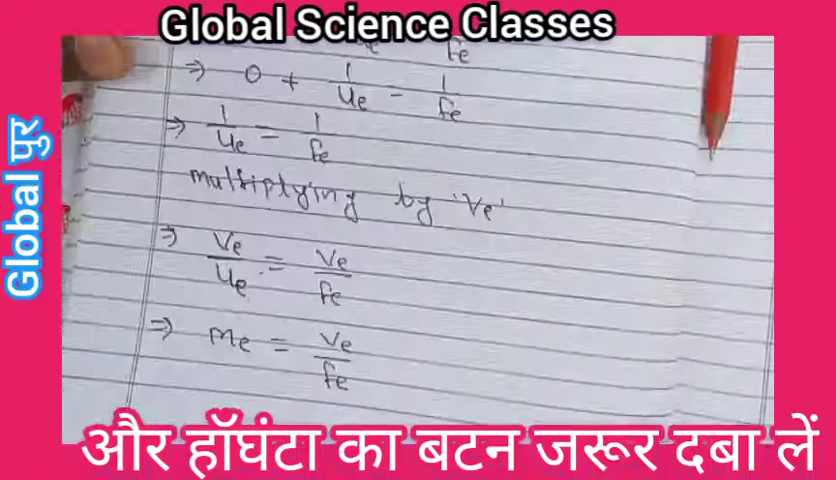 Global Science Classes
fe
⇒ 0 + 1/ue = 1/fe
⇒ 1/ue = 1/fe
multiplying by 've'
⇒ ve/ue = ve/fe
⇒ me = ve/fe
Global पुर
और हाॅघंटा का बटन जरूर दबा लें